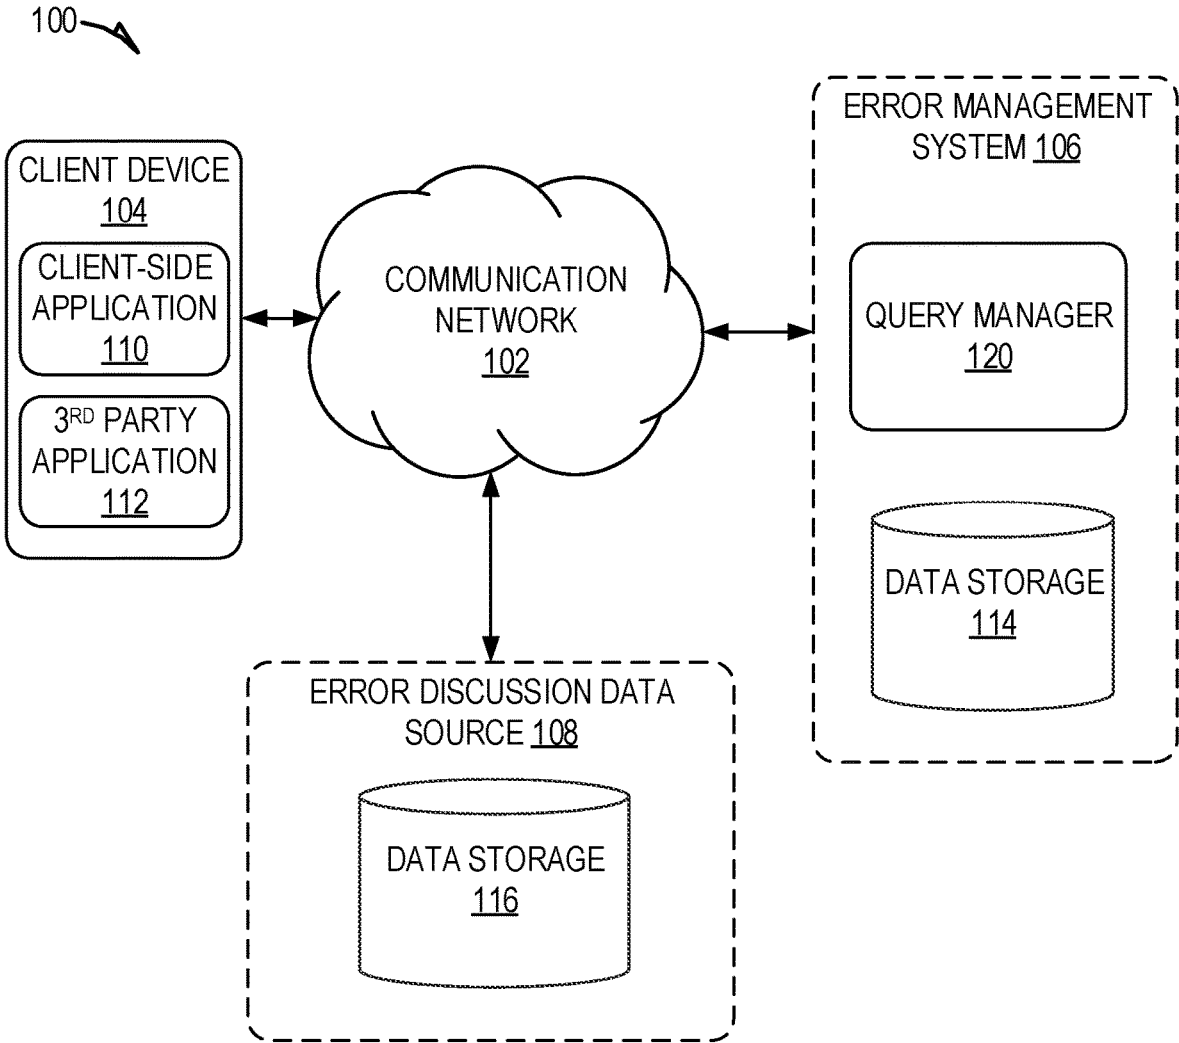 100
CLIENT DEVICE
104
CLIENT-SIDE
APPLICATION
110
3RD PARTY
APPLICATION
112
COMMUNICATION
NETWORK
102
ERROR MANAGEMENT
SYSTEM 106
QUERY MANAGER
120
DATA STORAGE
114
ERROR DISCUSSION DATA
SOURCE 108
DATA STORAGE
116